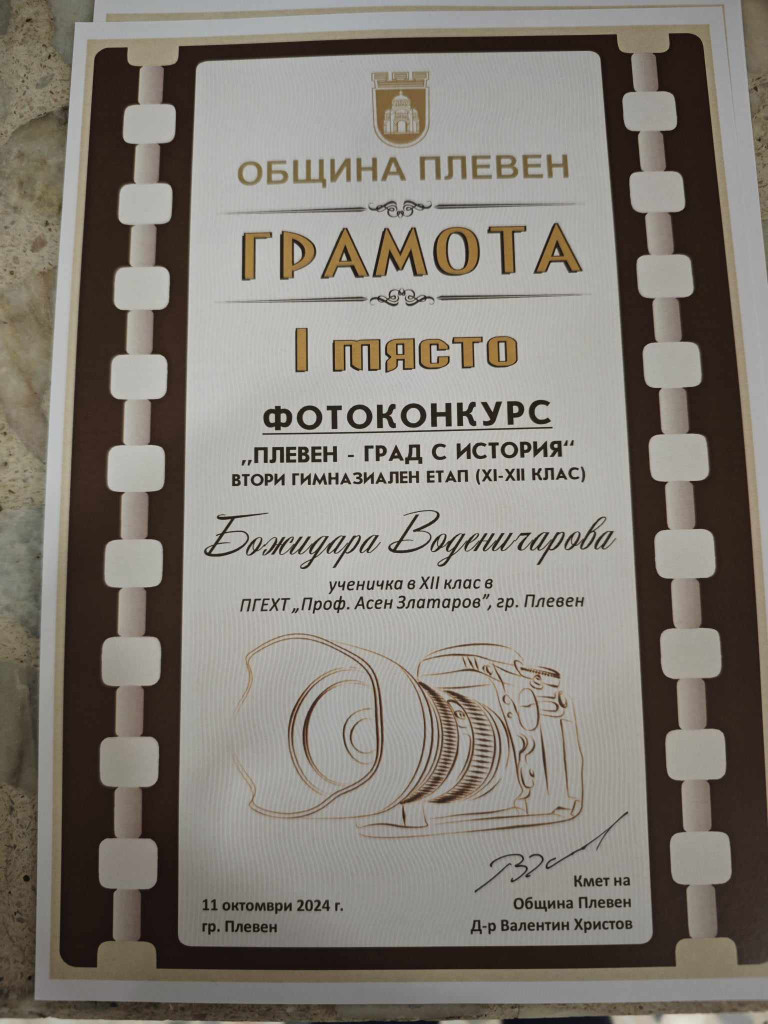 ОБЩИНА ПЛЕВЕН
ГРАМОТА
I място
ФОТОКОНКУРС
„ПЛЕВЕН - ГРАД С ИСТОРИЯ“
ВТОРИ ГИМНАЗИАЛЕН ЕТАП (XI-XII КЛАС)
Божидара Воденичарова
ученичка в XII клас в
ПГЕХТ „Проф. Асен Златаров”, гр. Плевен
Кмет на
11 октомври 2024 г.
Община Плевен
гр. Плевен
Д-р Валентин Христов